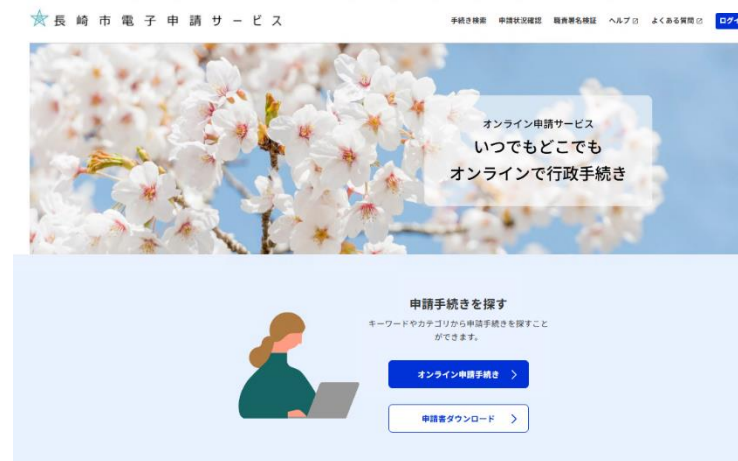 長崎市電子申請サービス
手続き検索 申請状況確認 職責署名検証 ヘルプ よくある質問 ログイ
オンライン申請サービス
いつでもどこでも
オンラインで行政手続き
申請手続きを探す
キーワードやカテゴリから申請手続きを探すこと
ができます。
オンライン申請手続き
申請書ダウンロード